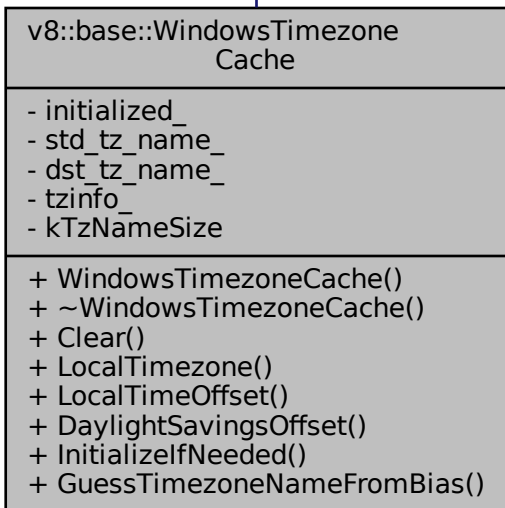 v8::base::WindowsTimezone
Cache
- initialized_
- std_tz_name_
- dst_tz_name_
- tzinfo_
- kTzNameSize
+ WindowsTimezoneCache()
+ ~WindowsTimezoneCache()
+ Clear()
+ LocalTimezone()
+ LocalTimeOffset()
+ DaylightSavingsOffset()
+ InitializeIfNeeded()
+ GuessTimezoneNameFromBias()